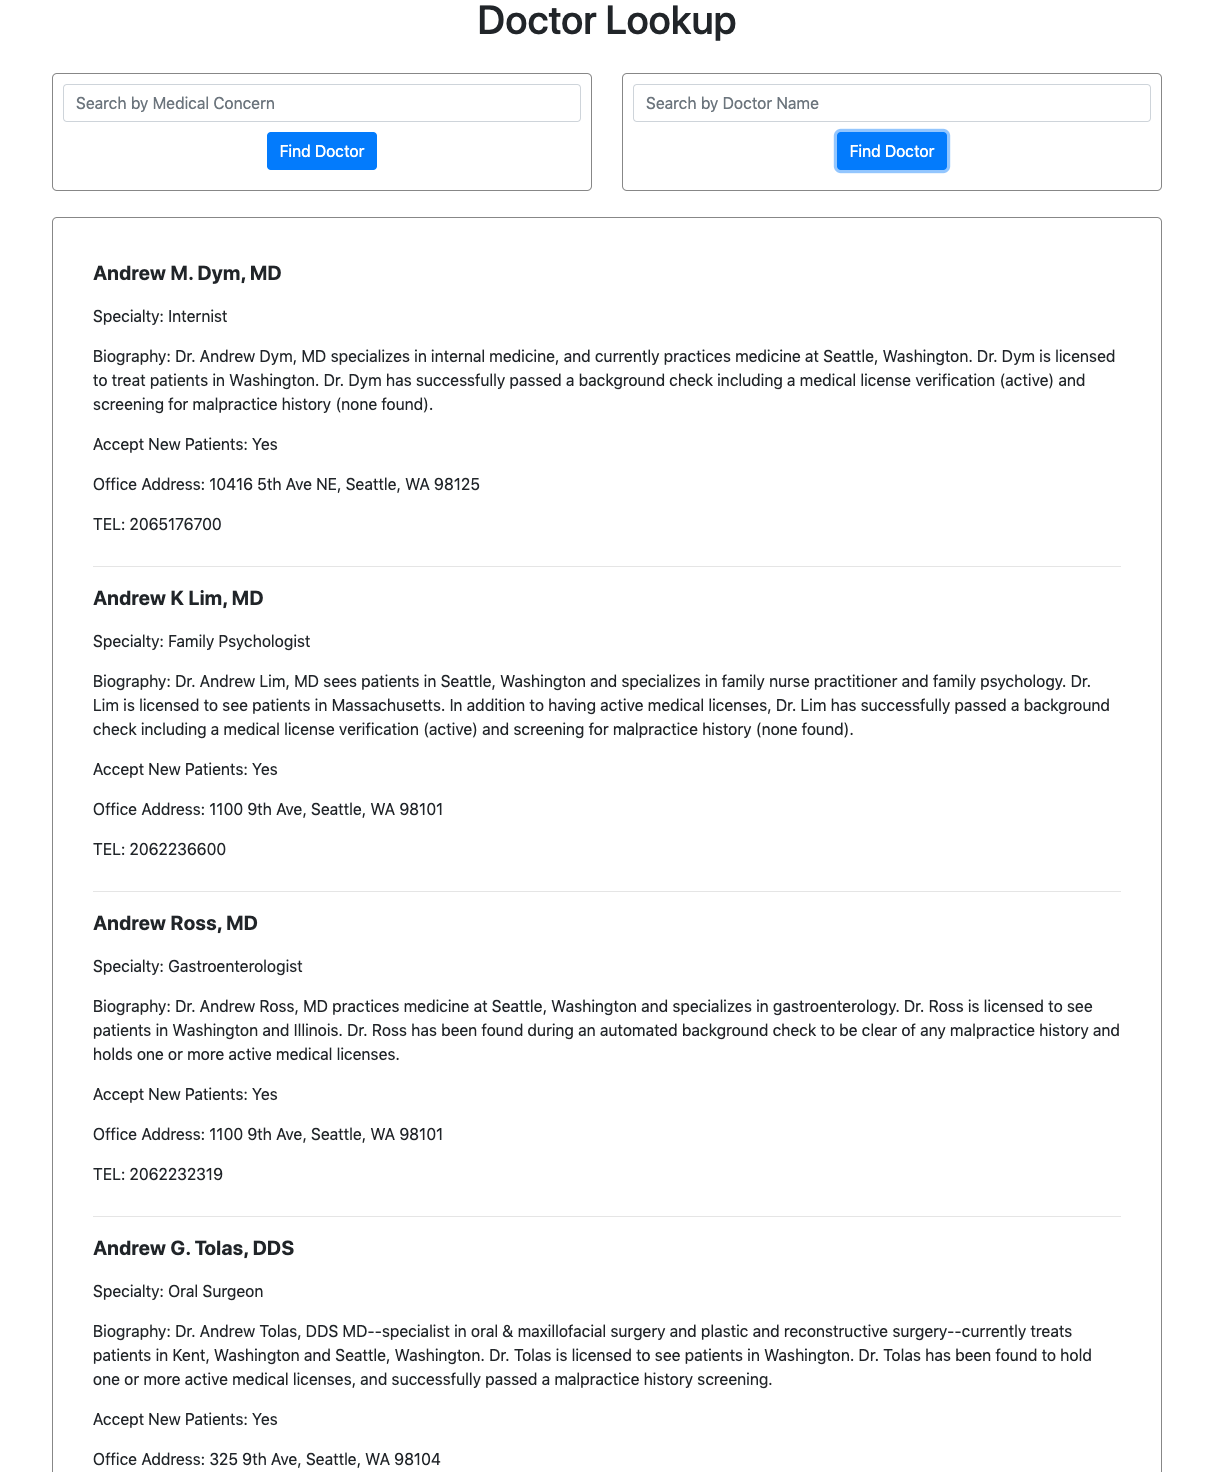 Doctor Lookup
Search by Medical Concern
Find Doctor
Search by Doctor Name
Find Doctor
Andrew M. Dym, MD
Specialty: Internist
Biography: Dr. Andrew Dym, MD specializes in internal medicine, and currently practices medicine at Seattle, Washington. Dr. Dym is licensed
to treat patients in Washington. Dr. Dym has successfully passed a background check including a medical license verification (active) and
screening for malpractice history (none found).
Accept New Patients: Yes
Office Address: 10416 5th Ave NE, Seattle, WA 98125
TEL: 2065176700
Andrew K Lim, MD
Specialty: Family Psychologist
Biography: Dr. Andrew Lim, MD sees patients in Seattle, Washington and specializes in family nurse practitioner and family psychology. Dr.
Lim is licensed to see patients in Massachusetts. In addition to having active medical licenses, Dr. Lim has successfully passed a background
check including a medical license verification (active) and screening for malpractice history (none found).
Accept New Patients: Yes
Office Address: 1100 9th Ave, Seattle, WA 98101
TEL: 2062236600
Andrew Ross, MD
Specialty: Gastroenterologist
Biography: Dr. Andrew Ross, MD practices medicine at Seattle, Washington and specializes in gastroenterology. Dr. Ross is licensed to see
patients in Washington and Illinois. Dr. Ross has been found during an automated background check to be clear of any malpractice history and
holds one or more active medical licenses.
Accept New Patients: Yes
Office Address: 1100 9th Ave, Seattle, WA 98101
TEL: 2062232319
Andrew G. Tolas, DDS
Specialty: Oral Surgeon
Biography: Dr. Andrew Tolas, DDS MD--specialist in oral & maxillofacial surgery and plastic and reconstructive surgery--currently treats
patients in Kent, Washington and Seattle, Washington. Dr. Tolas is licensed to see patients in Washington. Dr. Tolas has been found to hold
one or more active medical licenses, and successfully passed a malpractice history screening.
Accept New Patients: Yes
Office Address: 325 9th Ave, Seattle, WA 98104